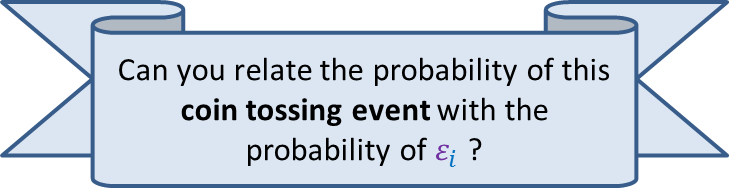 Can you relate the probability of this
coin tossing event with the
probability of 𝜀ᵢ ?